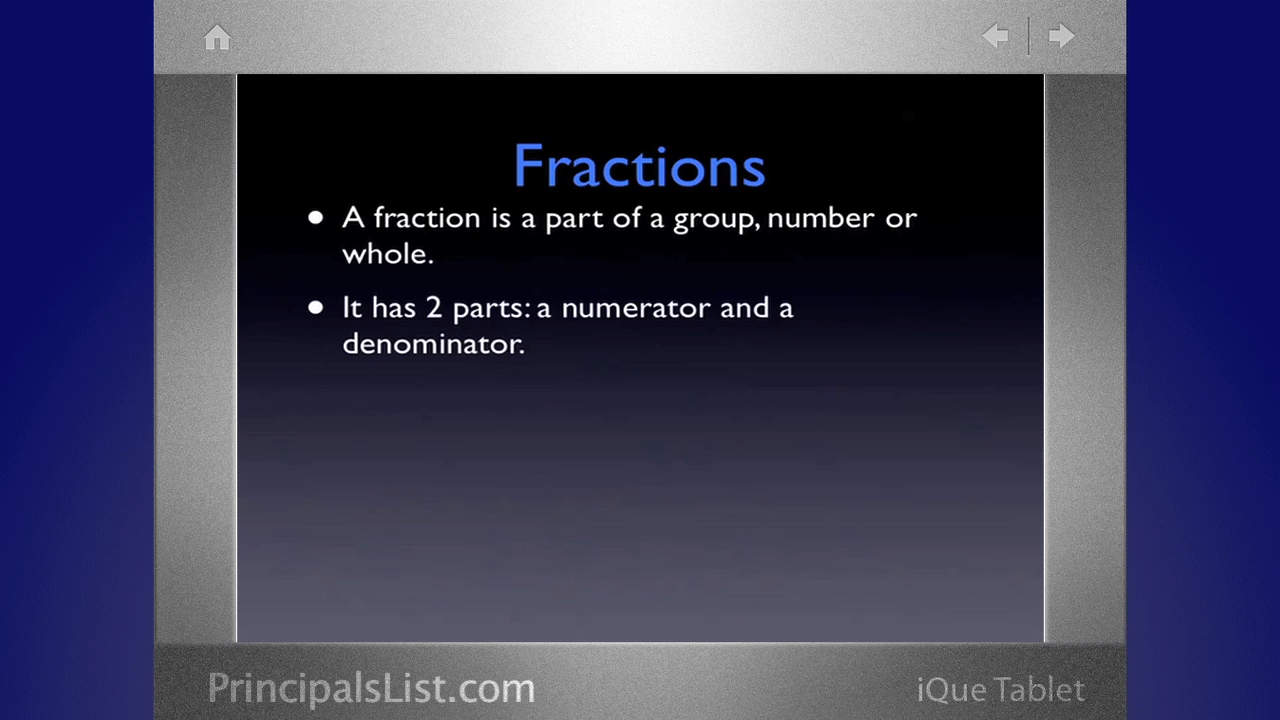 Fractions
• A fraction is a part of a group, number or
whole.
• It has 2 parts: a numerator and a
denominator.
PrincipalsList.com
iQue Tablet